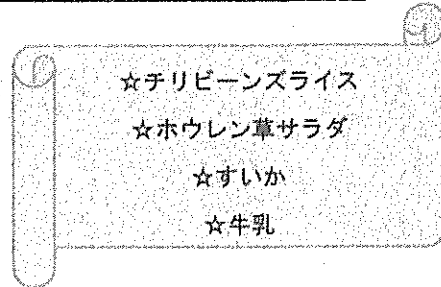 ☆チリビーンズライス
☆ホウレン草サラダ
☆すいか
☆牛乳